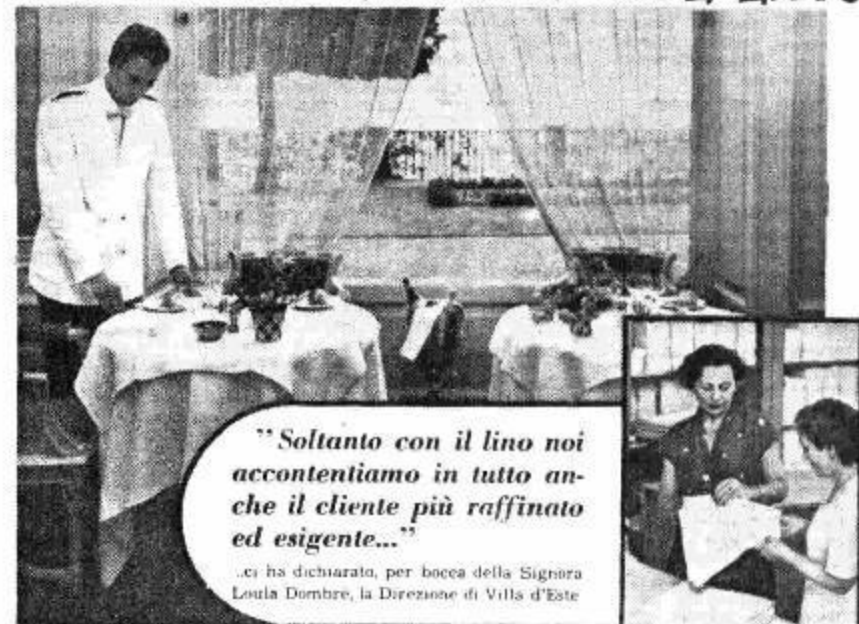 " Soltanto con il lino noi
accontentiamo in tutto an-
che il cliente più raffinato
ed esigente..."
..ci ha dichiarato, per bocca della Signora
Loula Dombre, la Direzione di Villa d'Este